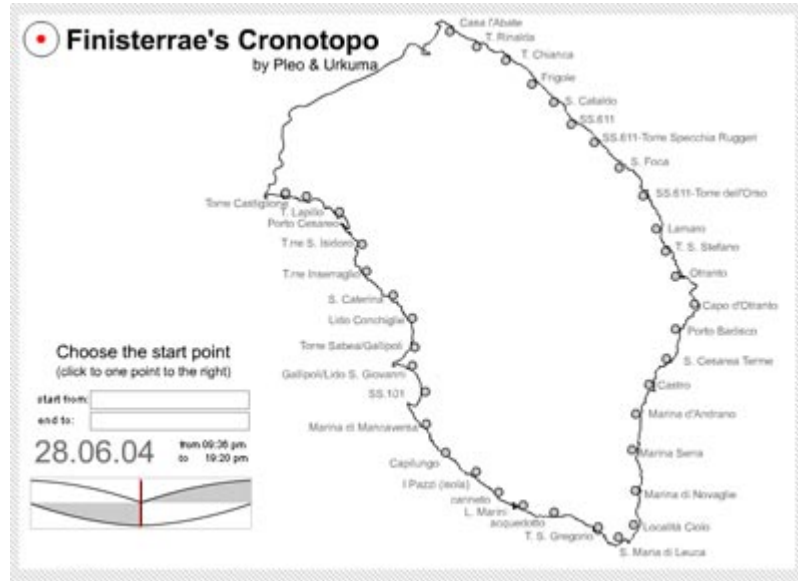 Finisterrae's Cronotopo
by Pleo & Urkuma
Casa l'Abate
T. Rinalda
T. Chianca
Frigole
S. Cataldo
SS.611
SS.611-Torre Specchia Ruggeri
S. Foca
SS.611-Torre dell'Orso
T. S. Stefano
Otranto
Capo d'Otranto
Porto Badisco
S. Cesarea Terme
Castro
Marina d'Andrano
Marina Serra
Marina di Novaglie
Località Ciolo
S. Maria di Leuca
Torre Castiglione
T. Lapillo
Porto Cesareo
T.rre S. Isidoro
T.rre Inserraglio
S. Caterina
Lido Conchiglie
Torre Sabea/Gallipoli
Gallipoli/Lido S. Giovanni
SS.101
Marina di Mancaversa
Capilungo
I Pazzi (isola)
canneto
L. Marini
acquedotto
T. S. Gregorio
Choose the start point
(click to one point to the right)
start from:
end to:
28.06.04
from 09:36 pm
to 19:20 pm